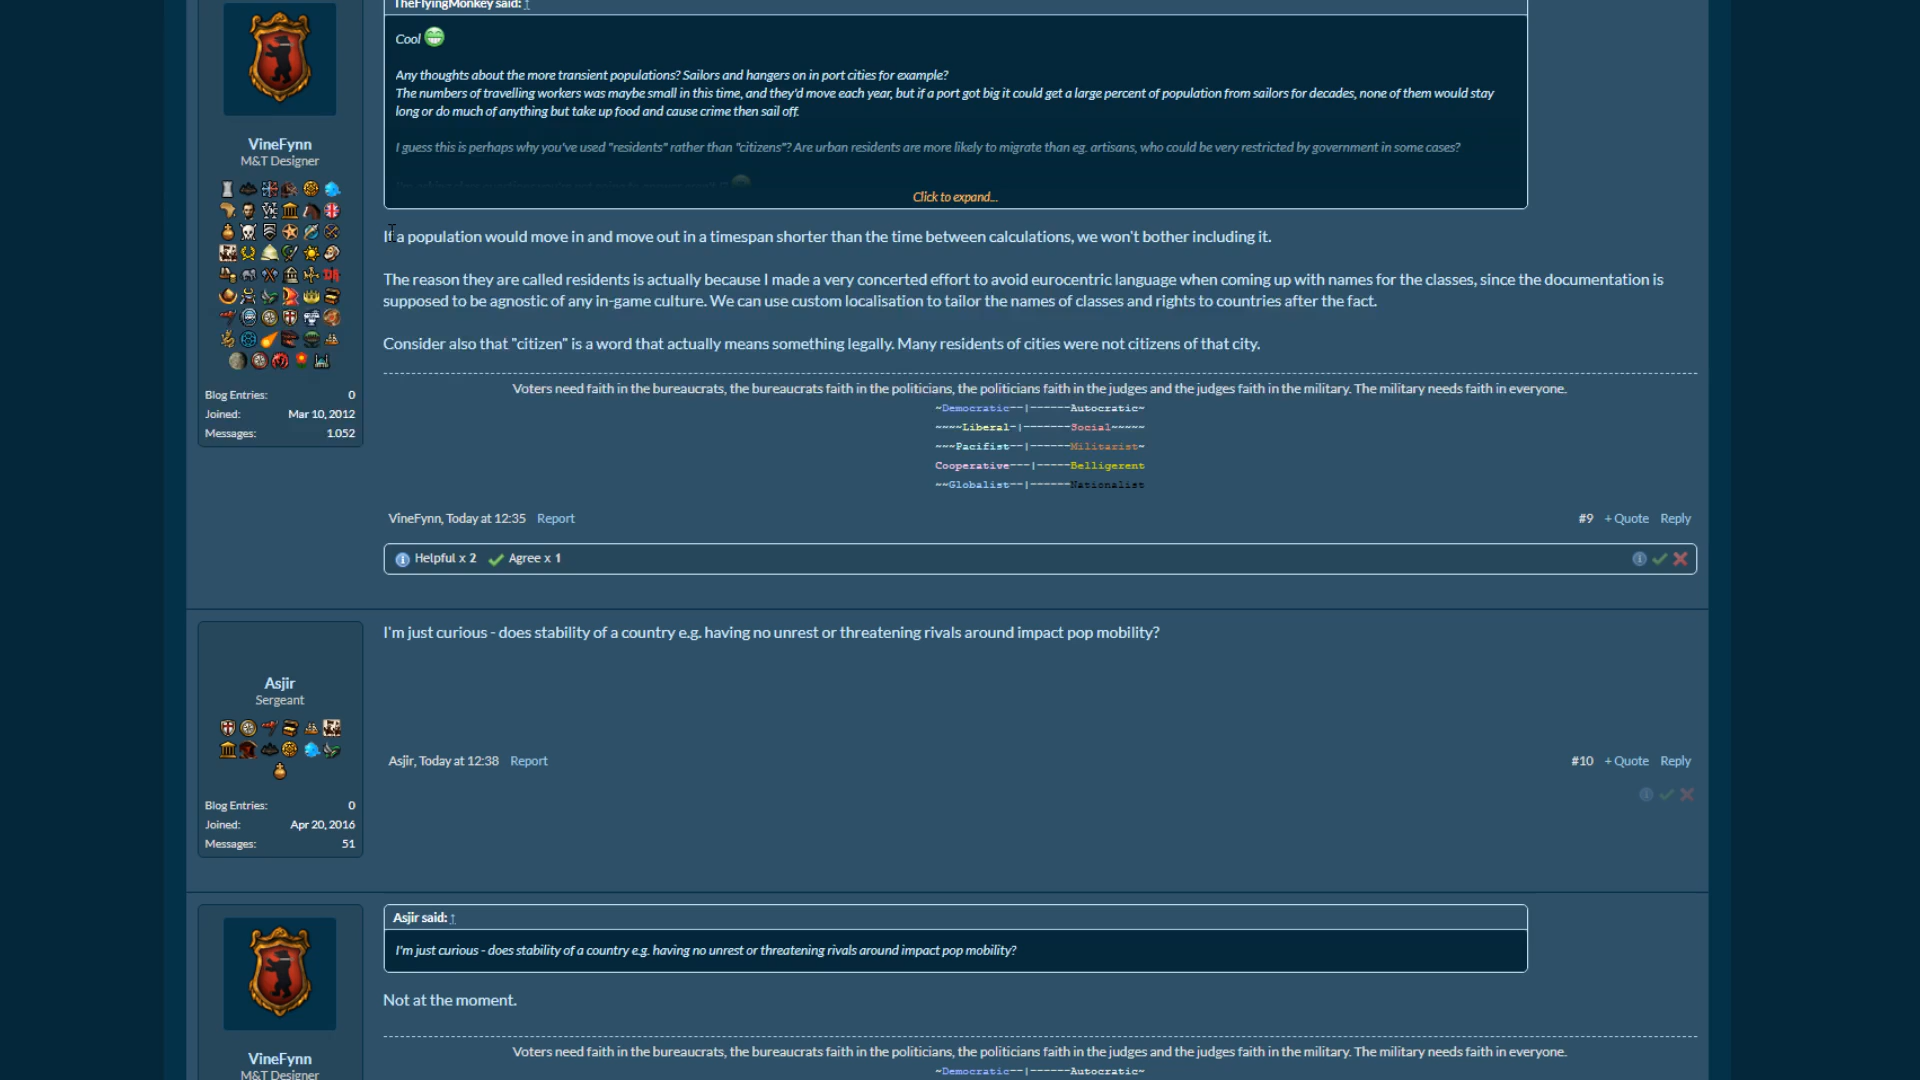 TheFlyingMonkey said: ↑
Cool
Any thoughts about the more transient populations? Sailors and hangers on in port cities for example?
The numbers of travelling workers was maybe small in this time, and they'd move each year, but if a port got big it could get a large percent of population from sailors for decades, none of them would stay
long or do much of anything but take up food and cause crime then sail off.
I guess this is perhaps why you've used "residents" rather than "citizens"? Are urban residents are more likely to migrate than eg. artisans, who could be very restricted by government in some cases?
Click to expand...
VineFynn
M&T Designer
Blog Entries: 0
Joined: Mar 10, 2012
Messages: 1.052
If a population would move in and move out in a timespan shorter than the time between calculations, we won't bother including it.
The reason they are called residents is actually because I made a very concerted effort to avoid eurocentric language when coming up with names for the classes, since the documentation is
supposed to be agnostic of any in-game culture. We can use custom localisation to tailor the names of classes and rights to countries after the fact.
Consider also that "citizen" is a word that actually means something legally. Many residents of cities were not citizens of that city.
Voters need faith in the bureaucrats, the bureaucrats faith in the politicians, the politicians faith in the judges and the judges faith in the military. The military needs faith in everyone.
~Democratic--|------Autocratic~
~~~~Liberal-|-------Social~~~~~
~~~Pacifist--|------Militarist~
Cooperative---|-----Belligerent
~~Globalist--|------Nationalist
VineFynn, Today at 12:35 Report
#9 + Quote Reply
Helpful x 2 Agree x 1
Asjir
Sergeant
Blog Entries: 0
Joined: Apr 20, 2016
Messages: 51
I'm just curious - does stability of a country e.g. having no unrest or threatening rivals around impact pop mobility?
Asjir, Today at 12:38 Report
#10 + Quote Reply
VineFynn
M&T Designer
Asjir said: ↑
I'm just curious - does stability of a country e.g. having no unrest or threatening rivals around impact pop mobility?
Not at the moment.
Voters need faith in the bureaucrats, the bureaucrats faith in the politicians, the politicians faith in the judges and the judges faith in the military. The military needs faith in everyone.
~Democratic--|------Autocratic~